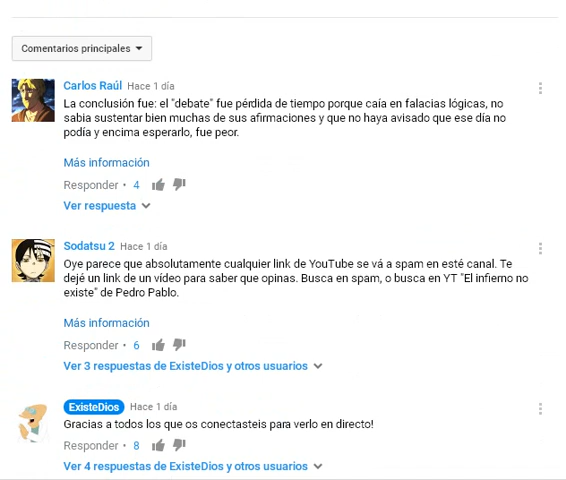 Comentarios principales
Carlos Raúl Hace 1 día
La conclusión fue: el "debate" fue pérdida de tiempo porque caía en falacias lógicas, no
sabia sustentar bien muchas de sus afirmaciones y que no haya avisado que ese día no
podía y encima esperarlo, fue peor.
Más información
Responder • 4
Ver respuesta
Sodatsu 2 Hace 1 día
Oye parece que absolutamente cualquier link de YouTube se vá a spam en esté canal. Te
dejé un link de un vídeo para saber que opinas. Busca en spam, o busca en YT "El infierno no
existe" de Pedro Pablo.
Más información
Responder • 6
Ver 3 respuestas de ExisteDios y otros usuarios
ExisteDios Hace 1 día
Gracias a todos los que os conectasteis para verlo en directo!
Responder • 8
Ver 4 respuestas de ExisteDios y otros usuarios